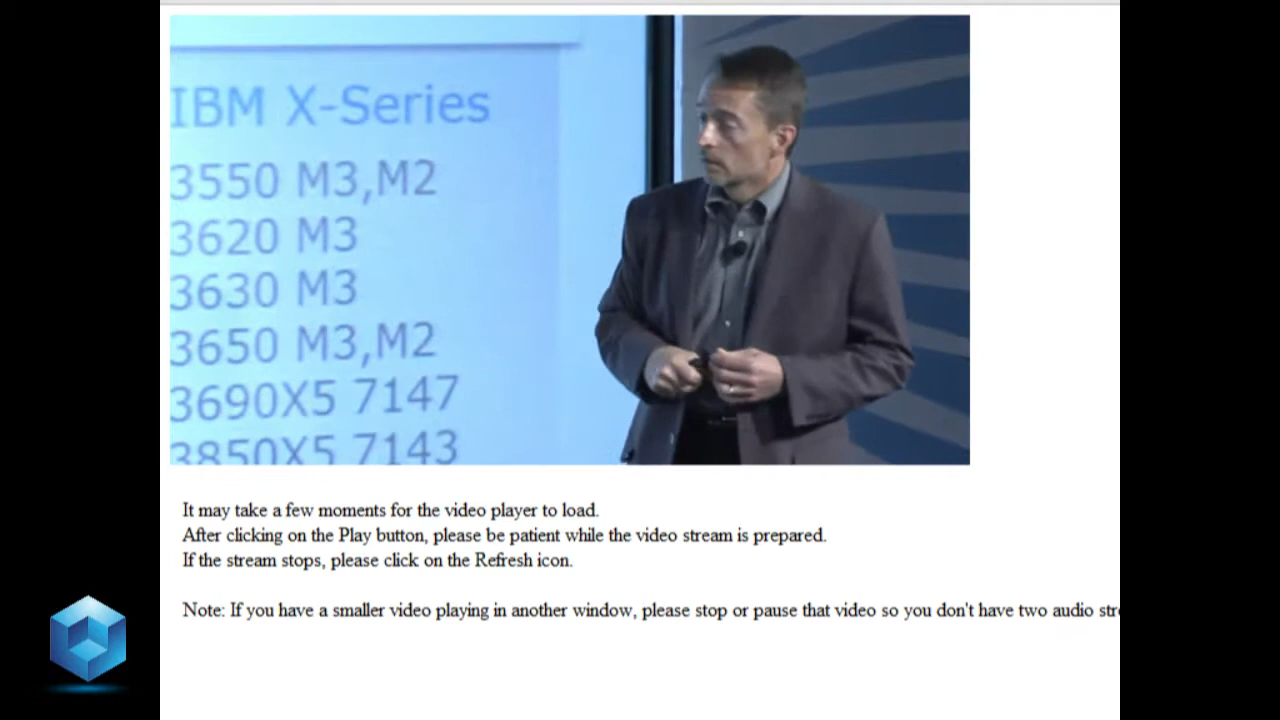 IBM X-Series
3550 M3,M2
3620 M3
3630 M3
3650 M3,M2
3690X5 7147
3850X5 7143
It may take a few moments for the video player to load.
After clicking on the Play button, please be patient while the video stream is prepared.
If the stream stops, please click on the Refresh icon.
Note: If you have a smaller video playing in another window, please stop or pause that video so you don't have two audio